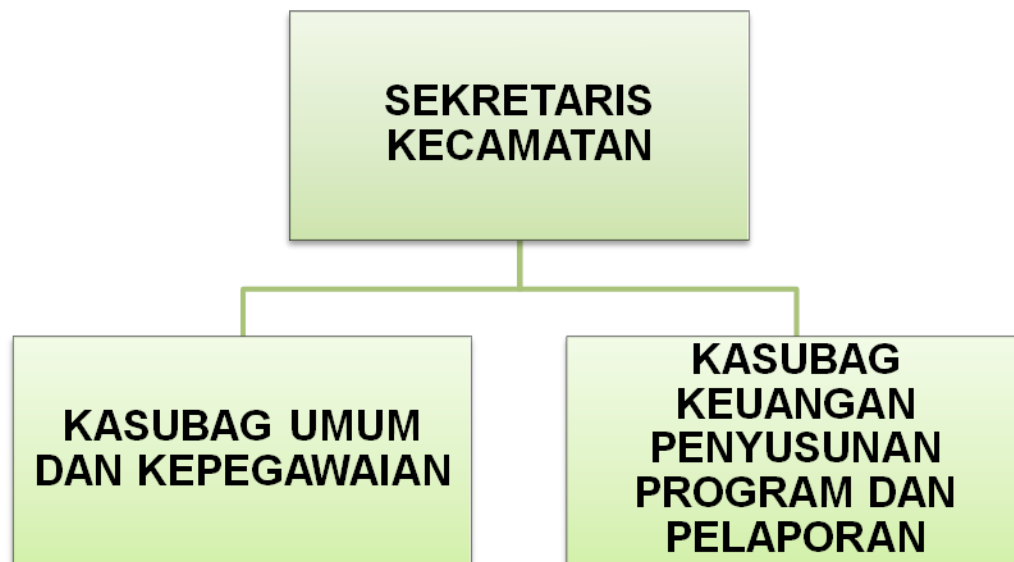 SEKRETARIS
KECAMATAN
KASUBAG UMUM
DAN KEPEGAWAIAN
KASUBAG
KEUANGAN
PENYUSUNAN
PROGRAM DAN
PELAPORAN